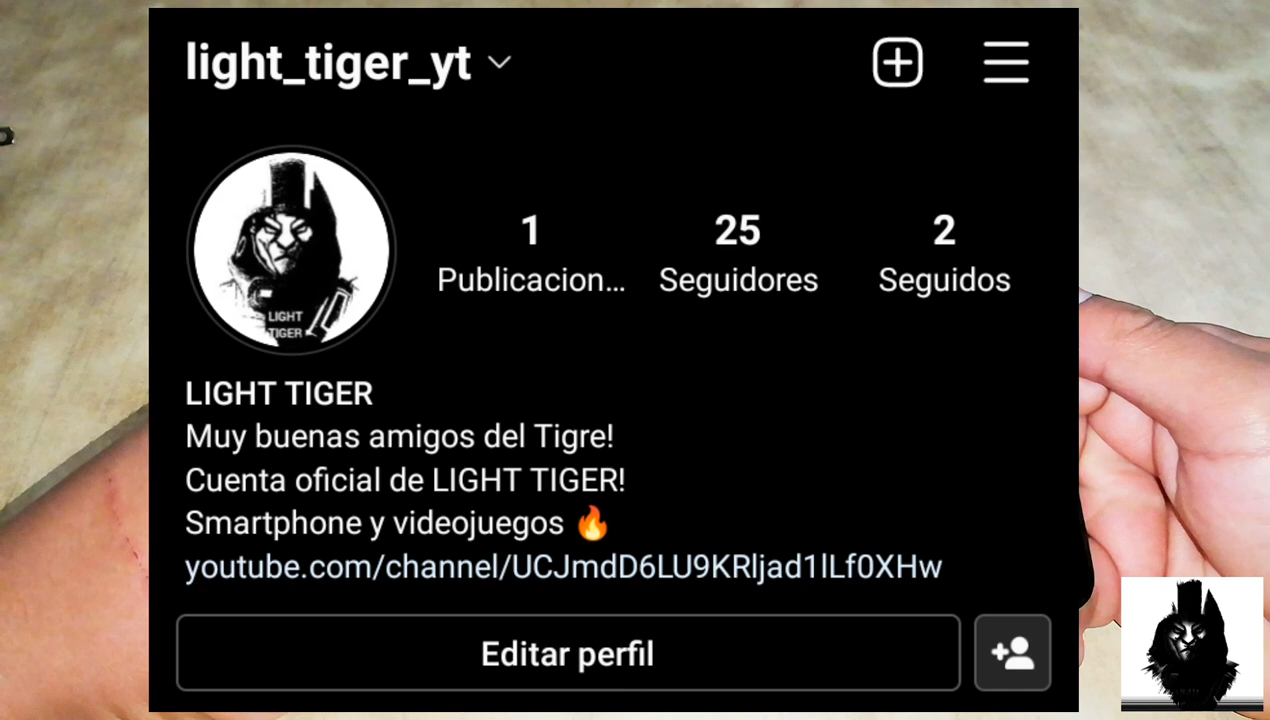 light_tiger_yt
LIGHT
TIGER
1
Publicacion...
25
Seguidores
2
Seguidos
LIGHT TIGER
Muy buenas amigos del Tigre!
Cuenta oficial de LIGHT TIGER!
Smartphone y videojuegos 🔥
youtube.com/channel/UCJmdD6LU9KRljad1lLf0XHw
Editar perfil